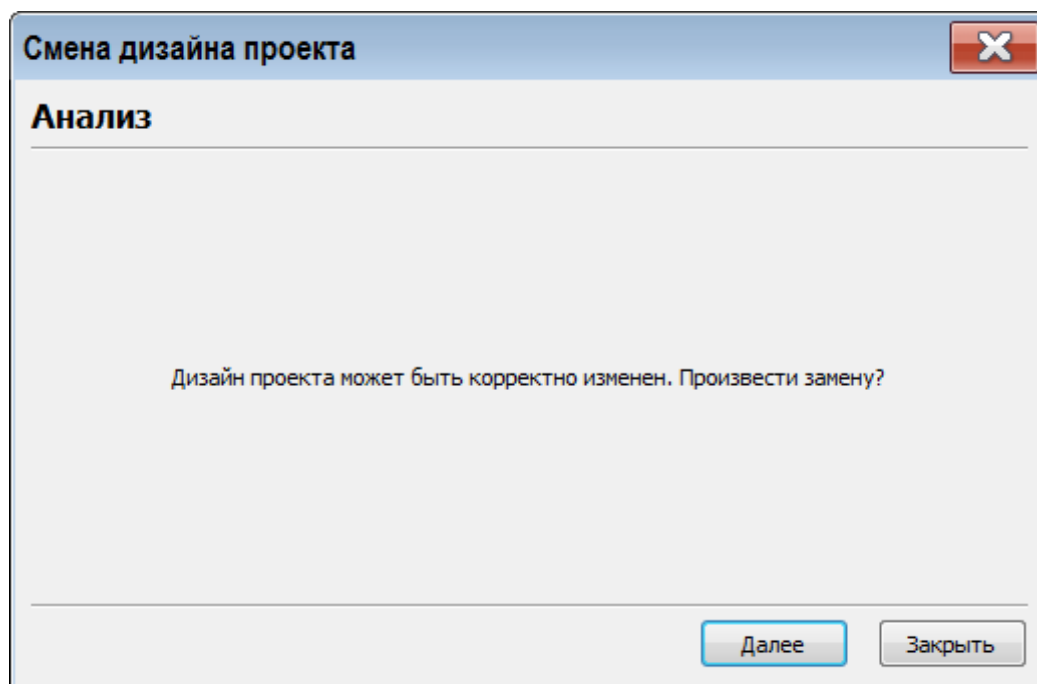 Смена дизайна проекта
Анализ
Дизайн проекта может быть корректно изменен. Произвести замену?
Далее
Закрыть